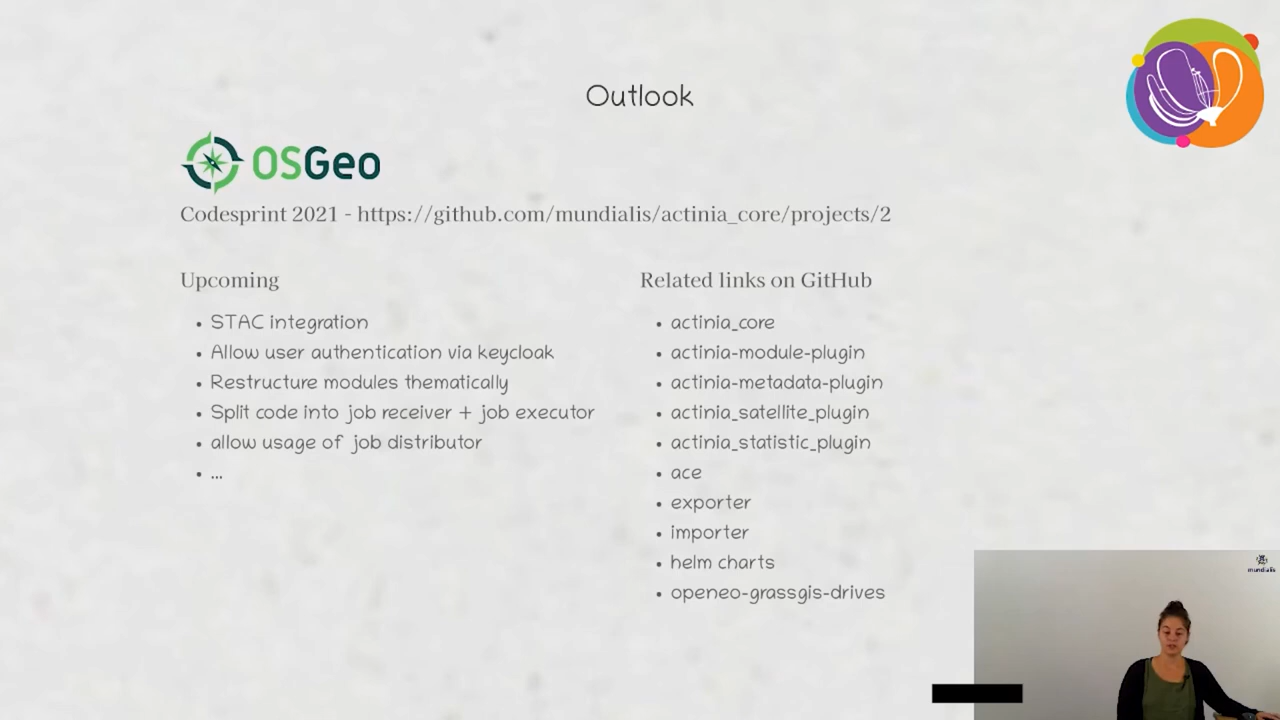 Outlook
OSGeo
Codesprint 2021 - https://github.com/mundialis/actinia_core/projects/2
Upcoming
• STAC integration
• Allow user authentication via keycloak
• Restructure modules thematically
• Split code into job receiver + job executor
• allow usage of job distributor
• ...
Related links on GitHub
• actinia_core
• actinia-module-plugin
• actinia-metadata-plugin
• actinia_satellite_plugin
• actinia_statistic_plugin
• ace
• exporter
• importer
• helm charts
• openeo-grassgis-drives
mundialis